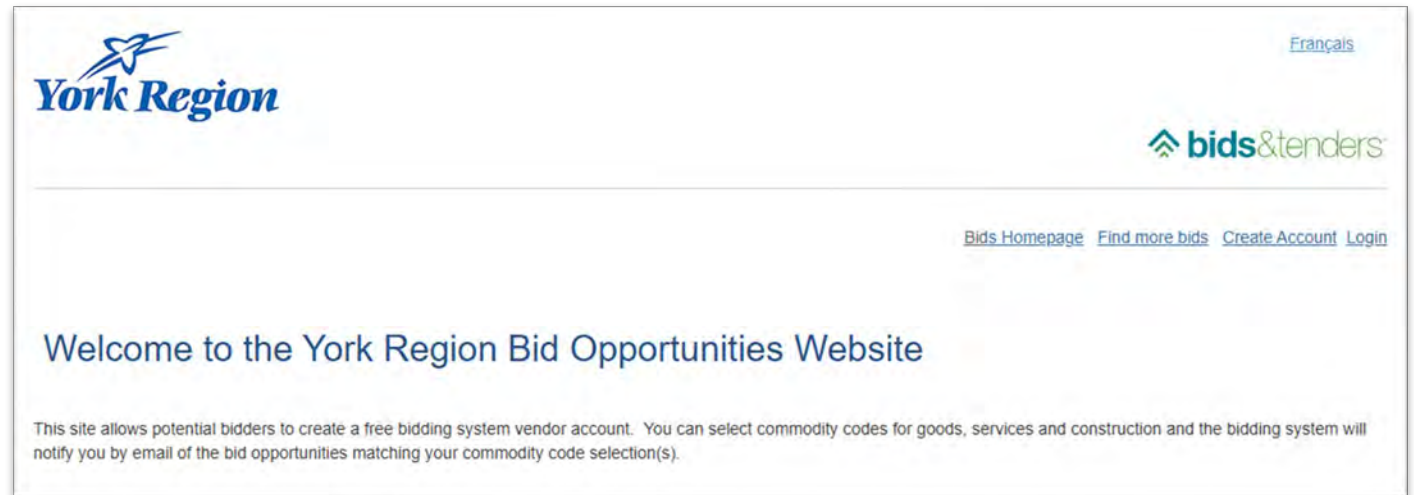 Français
York Region
bids&tenders
Bids Homepage Find more bids Create Account Login
Welcome to the York Region Bid Opportunities Website
This site allows potential bidders to create a free bidding system vendor account. You can select commodity codes for goods, services and construction and the bidding system will
notify you by email of the bid opportunities matching your commodity code selection(s).